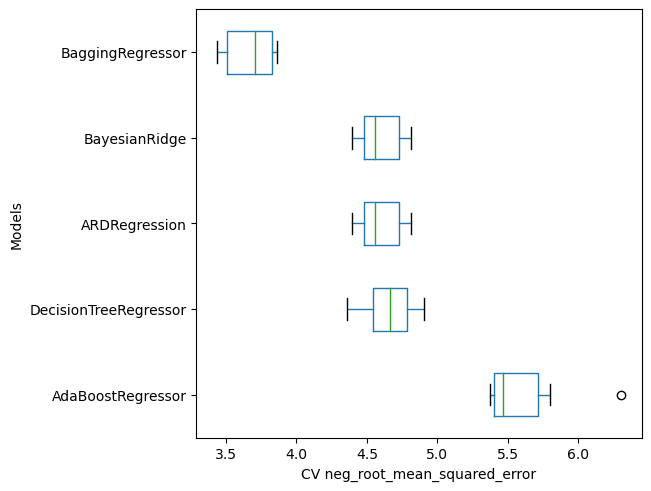 BaggingRegressor
BayesianRidge
ARDRegression
DecisionTreeRegressor
AdaBoostRegressor
Models
3.5 4.0 4.5 5.0 5.5 6.0
CV neg_root_mean_squared_error